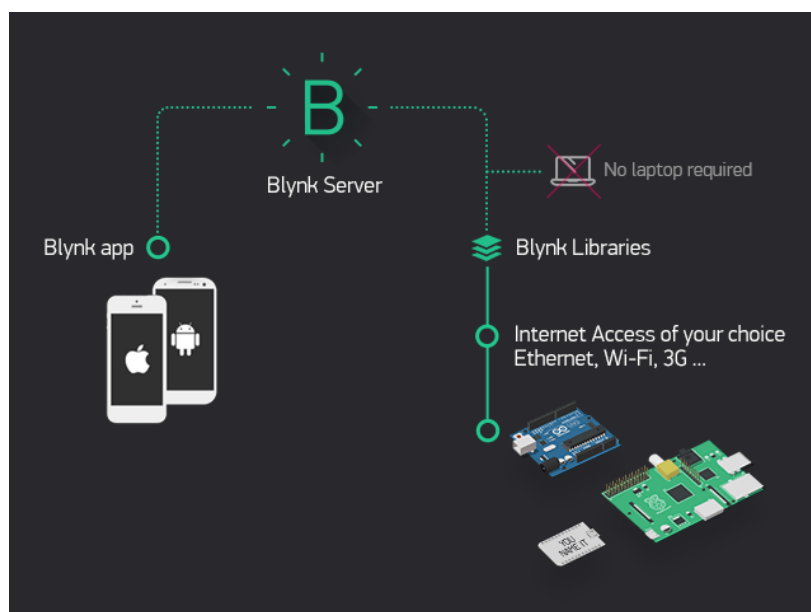 B
Blynk Server
No laptop required
Blynk app
Blynk Libraries
Internet Access of your choice
Ethernet, Wi-Fi, 3G ...
YOU
NAME IT